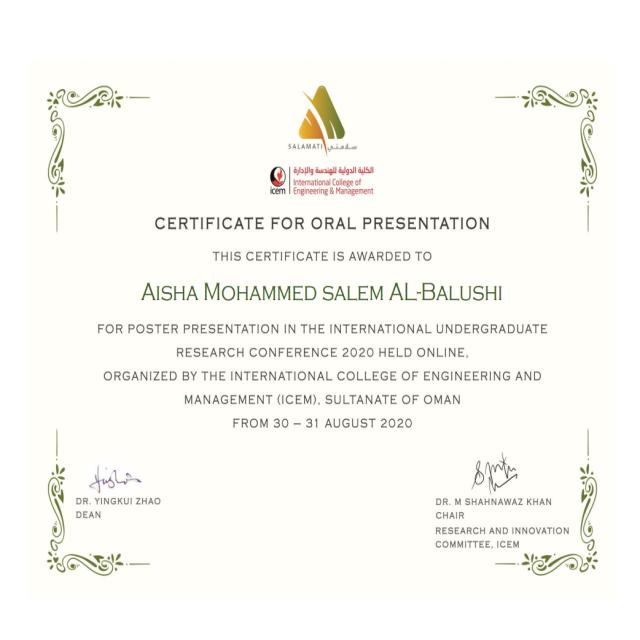 SALAMATI سلامتي
الكلية الدولية للهندسة والإدارة
icem International College of
Engineering & Management
CERTIFICATE FOR ORAL PRESENTATION
THIS CERTIFICATE IS AWARDED TO
AISHA MOHAMMED SALEM AL-BALUSHI
FOR POSTER PRESENTATION IN THE INTERNATIONAL UNDERGRADUATE
RESEARCH CONFERENCE 2020 HELD ONLINE,
ORGANIZED BY THE INTERNATIONAL COLLEGE OF ENGINEERING AND
MANAGEMENT (ICEM), SULTANATE OF OMAN
FROM 30 – 31 AUGUST 2020
DR. YINGKUI ZHAO
DEAN
DR. M SHAHNAWAZ KHAN
CHAIR
RESEARCH AND INNOVATION
COMMITTEE, ICEM